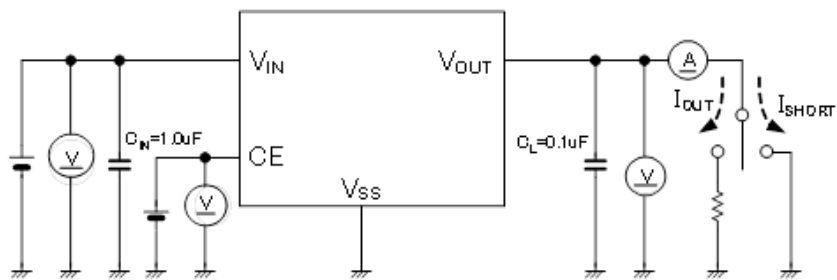 VIN
VOUT
A
IOUT
ISHORT
CIN=1.0uF
CL=0.1uF
V
CE
V
V
VSS